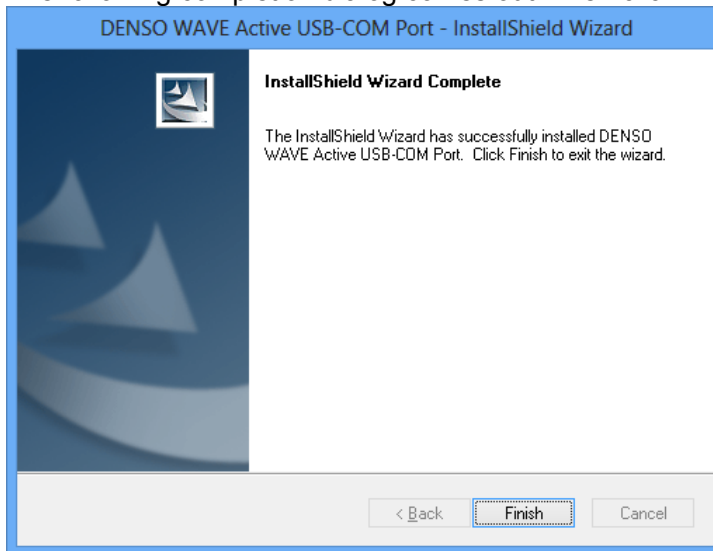 DENSO WAVE Active USB-COM Port - InstallShield Wizard
InstallShield Wizard Complete
The InstallShield Wizard has successfully installed DENSO
WAVE Active USB-COM Port. Click Finish to exit the wizard.
< Back
Finish
Cancel